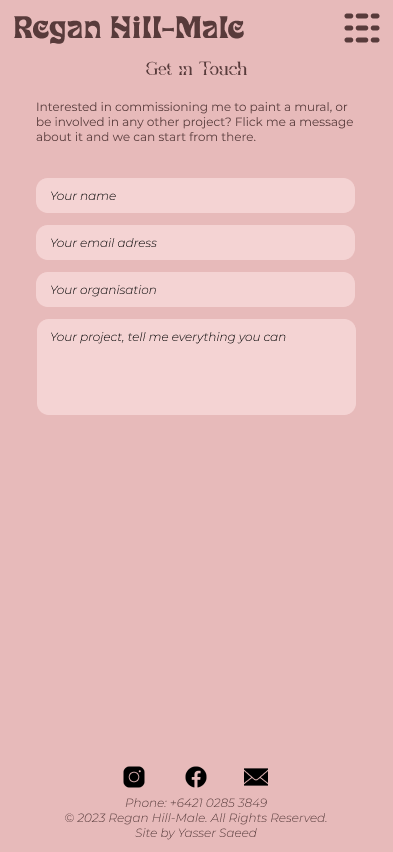 Regan Hill-Male
Get in Touch
Interested in commissioning me to paint a mural, or
be involved in any other project? Flick me a message
about it and we can start from there.
Your name
Your email adress
Your organisation
Your project, tell me everything you can
Phone: +6421 0285 3849
© 2023 Regan Hill-Male. All Rights Reserved.
Site by Yasser Saeed